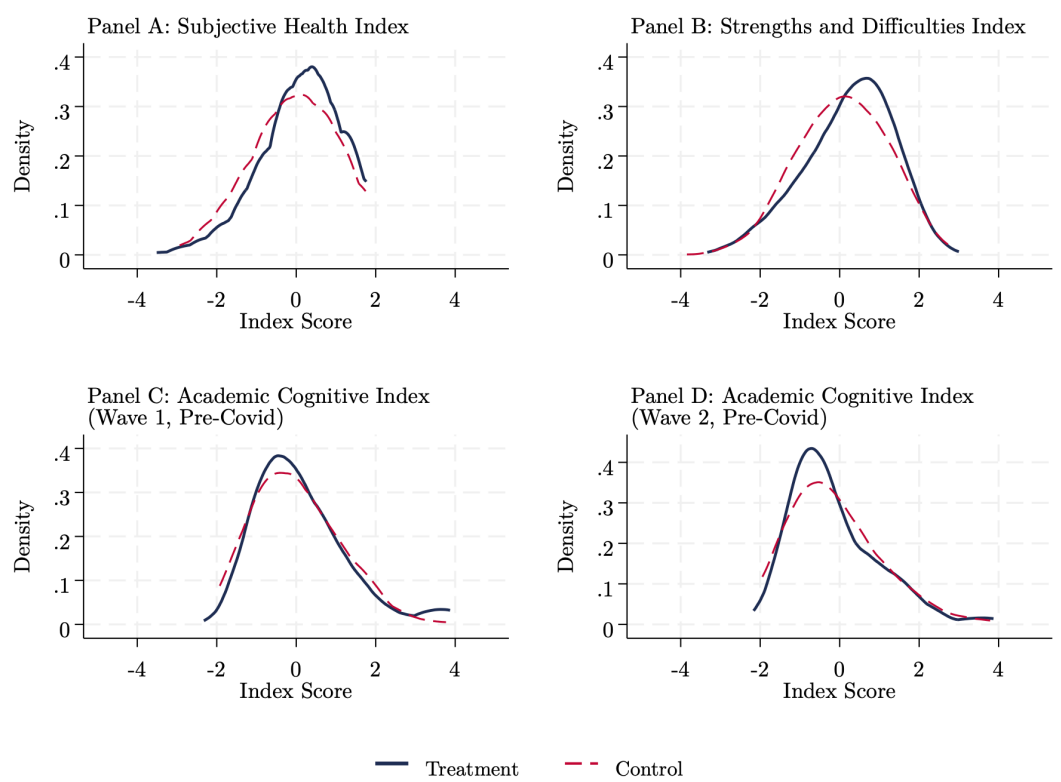 Panel A: Subjective Health Index
.4
.3
.2
.1
0
Density
-4 -2 0 2 4
Index Score
Panel B: Strengths and Difficulties Index
.4
.3
.2
.1
0
Density
-4 -2 0 2 4
Index Score
Panel C: Academic Cognitive Index
(Wave 1, Pre-Covid)
.4
.3
.2
.1
0
Density
-4 -2 0 2 4
Index Score
Panel D: Academic Cognitive Index
(Wave 2, Pre-Covid)
.4
.3
.2
.1
0
Density
-4 -2 0 2 4
Index Score
Treatment Control